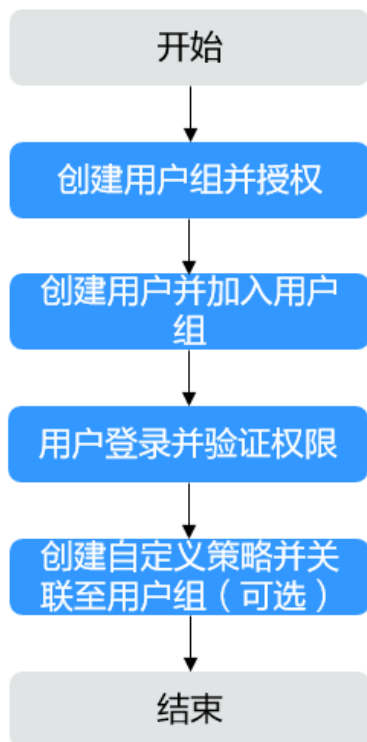 开始
创建用户组并授权
创建用户并加入用户
组
用户登录并验证权限
创建自定义策略并关
联至用户组（可选）
结束